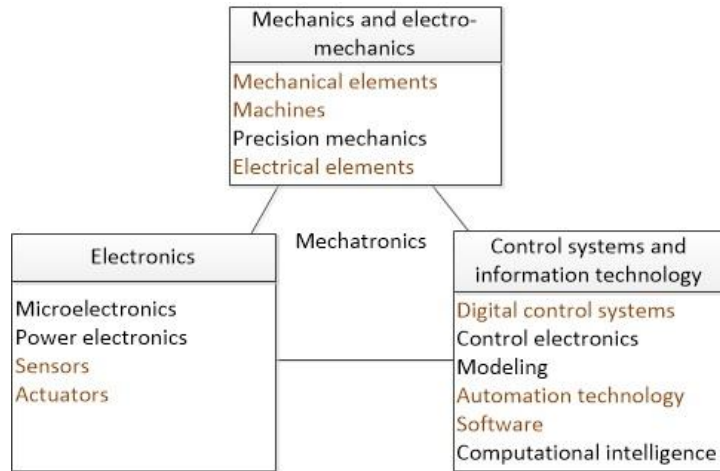 Mechanics and electro-
mechanics
Mechanical elements
Machines
Precision mechanics
Electrical elements
Mechatronics
Electronics
Microelectronics
Power electronics
Sensors
Actuators
Control systems and
information technology
Digital control systems
Control electronics
Modeling
Automation technology
Software
Computational intelligence